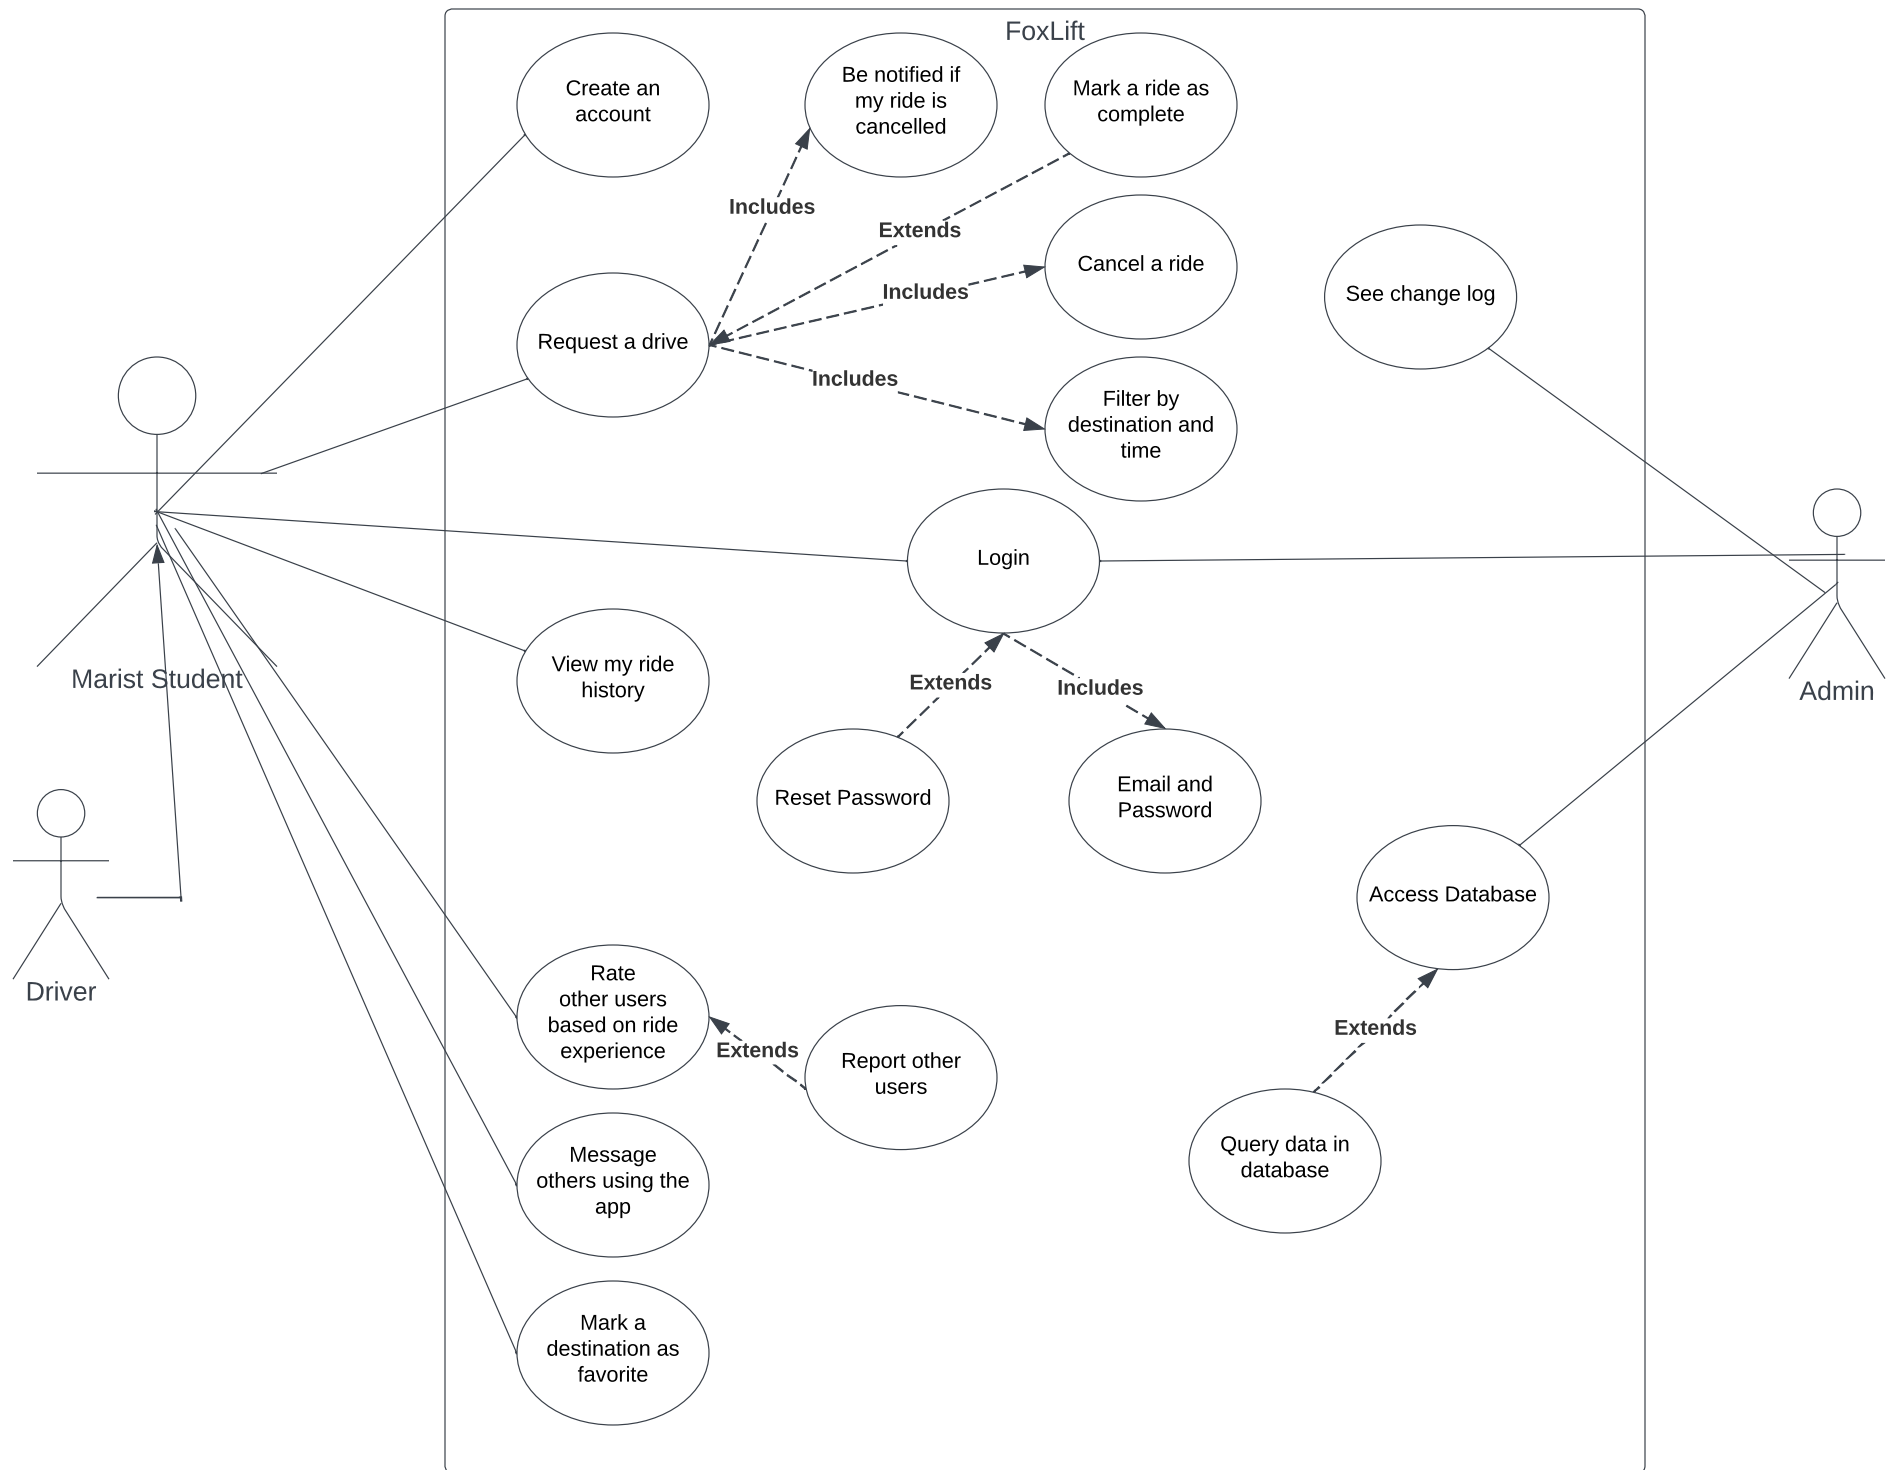 FoxLift
Create an
account
Be notified if
my ride is
cancelled
Mark a ride as
complete
Includes
Extends
Cancel a ride
Includes
See change log
Request a drive
Includes
Filter by
destination and
time
Login
Marist Student
View my ride
history
Extends
Includes
Admin
Reset Password
Email and
Password
Access Database
Driver
Rate
other users
based on ride
experience
Extends
Report other
users
Extends
Message
others using the
app
Query data in
database
Mark a
destination as
favorite